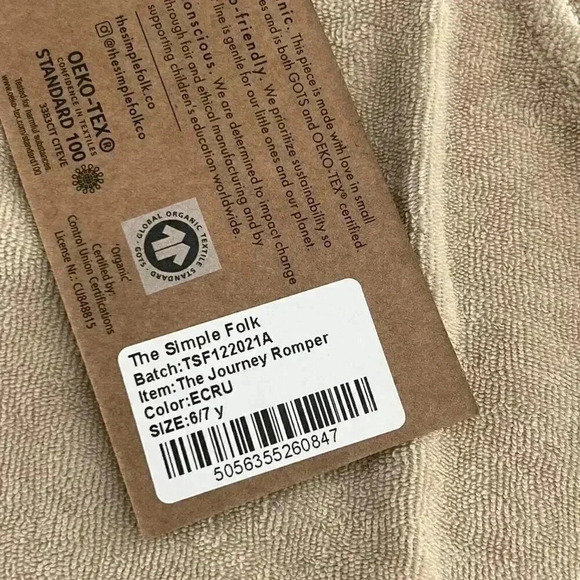 thesimplefolk.co
@thesimplefolkco
OEKO-TEX®
CONFIDENCE IN TEXTILES
STANDARD 100
3383CIT CITEVE
Tested for harmful substances.
www.oeko-tex.com/standard100
This piece is made with love in small
and is both GOTS and OEKO-TEX® certified.
o-friendly. We prioritize sustainability so
line is gentle for our little ones and our planet.
conscious. We are determined to impact change
through fair and ethical manufacturing and by
supporting children's education worldwide.
GLOBAL ORGANIC TEXTILE STANDARD
GOTS
'Organic'
Certified by:
Control Union Certifications
License Nr.: CU848815
The Simple Folk
Batch:TSF122021A
Item:The Journey Romper
Color:ECRU
SIZE:6/7 y
5056355260847